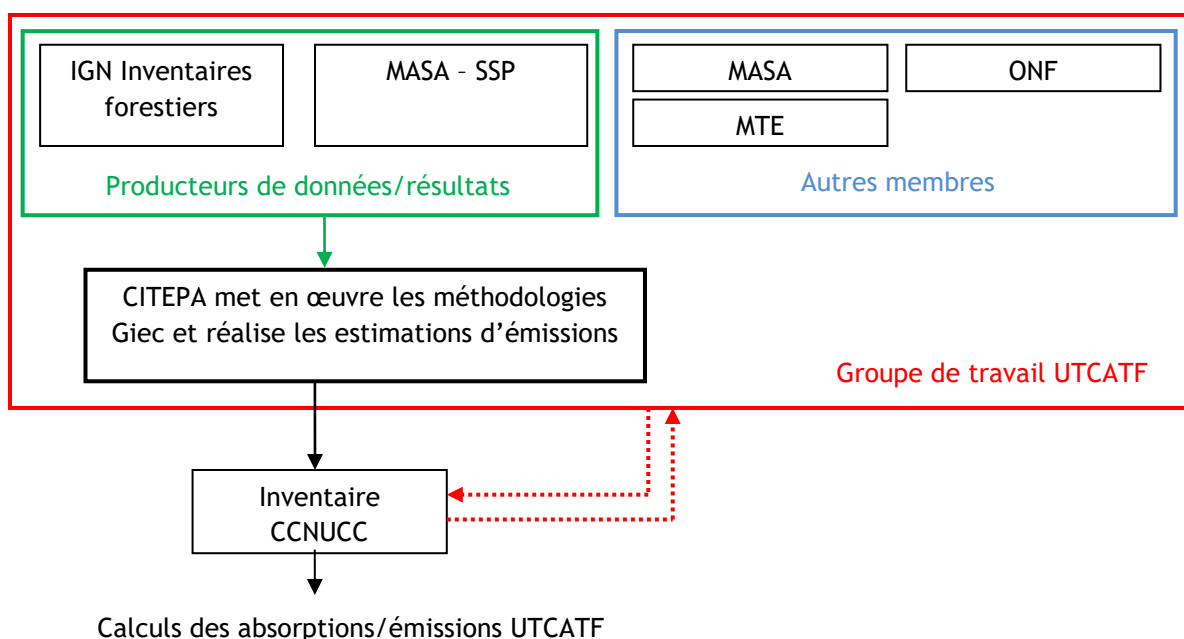 IGN Inventaires
forestiers
MASA – SSP
Producteurs de données/résultats
MASA
ONF
MTE
Autres membres
CITEPA met en œuvre les méthodologies
Giec et réalise les estimations d’émissions
Groupe de travail UTCATF
Inventaire
CCNUCC
Calculs des absorptions/émissions UTCATF